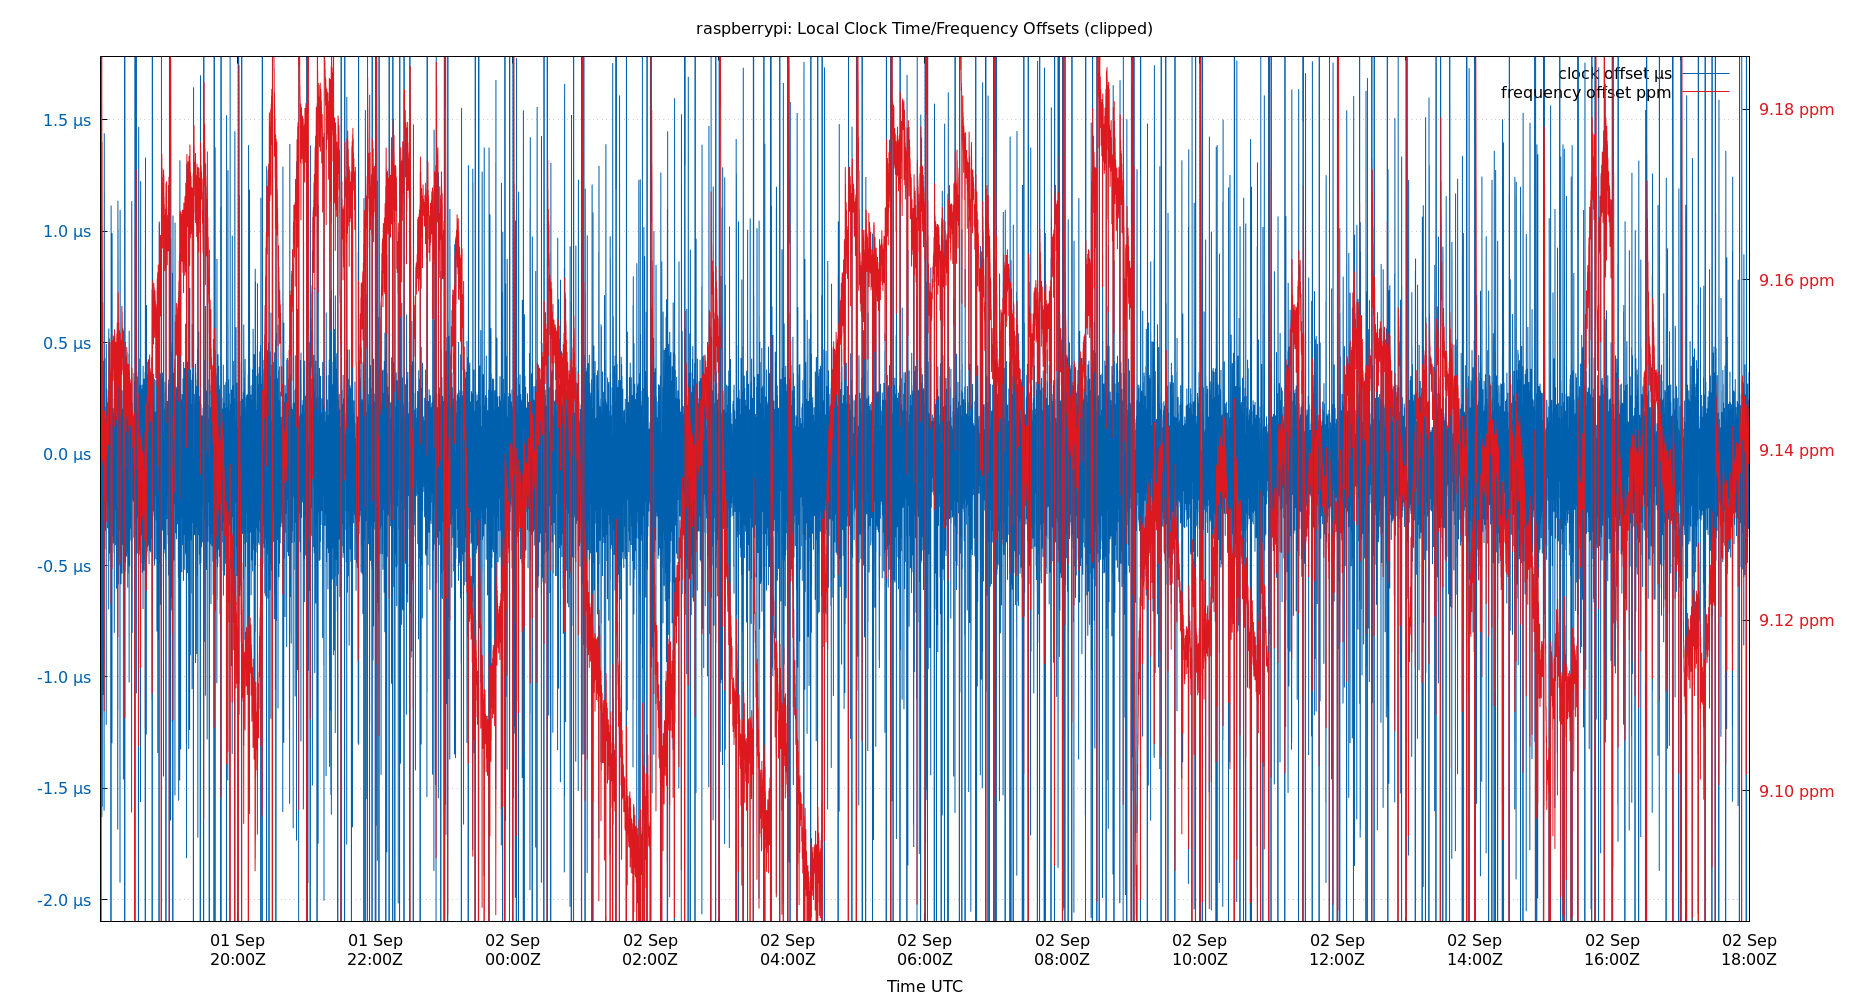 raspberrypi: Local Clock Time/Frequency Offsets (clipped)
clock offset µs
frequency offset ppm
1.5 µs
1.0 µs
0.5 µs
0.0 µs
-0.5 µs
-1.0 µs
-1.5 µs
-2.0 µs
9.18 ppm
9.16 ppm
9.14 ppm
9.12 ppm
9.10 ppm
01 Sep 01 Sep 02 Sep 02 Sep 02 Sep 02 Sep 02 Sep 02 Sep 02 Sep 02 Sep 02 Sep 02 Sep
20:00Z 22:00Z 00:00Z 02:00Z 04:00Z 06:00Z 08:00Z 10:00Z 12:00Z 14:00Z 16:00Z 18:00Z
Time UTC